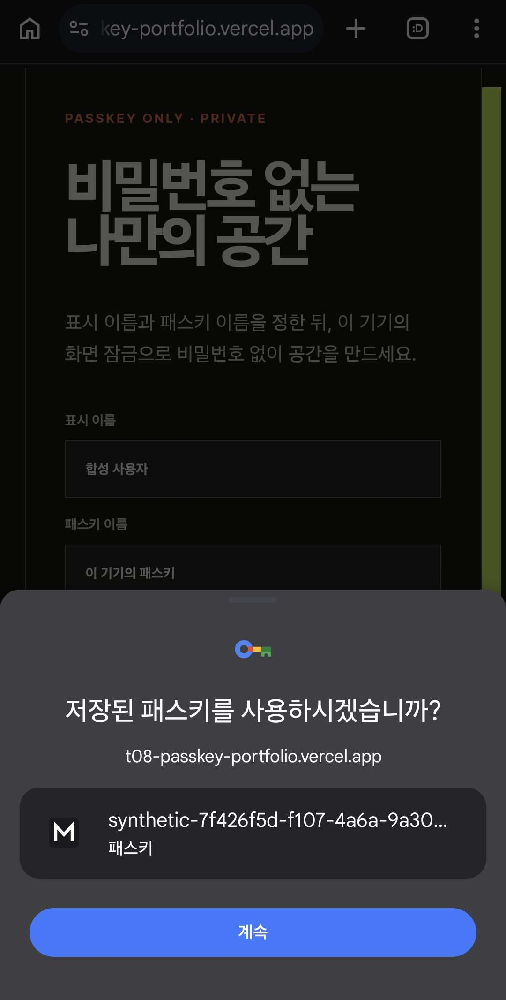 key-portfolio.vercel.app
:D
PASSKEY ONLY · PRIVATE
비밀번호 없는
나만의 공간
표시 이름과 패스키 이름을 정한 뒤, 이 기기의
화면 잠금으로 비밀번호 없이 공간을 만드세요.
표시 이름
합성 사용자
패스키 이름
이 기기의 패스키
저장된 패스키를 사용하시겠습니까?
t08-passkey-portfolio.vercel.app
M
synthetic-7f426f5d-f107-4a6a-9a30...
패스키
계속